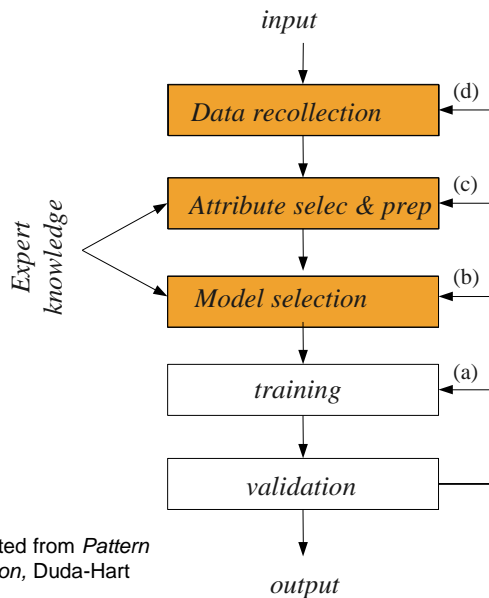 input
(d)
Data recollection
(c)
Attribute selec & prep
Expert
knowledge
(b)
Model selection
(a)
training
validation
ted from Pattern
on, Duda-Hart
output